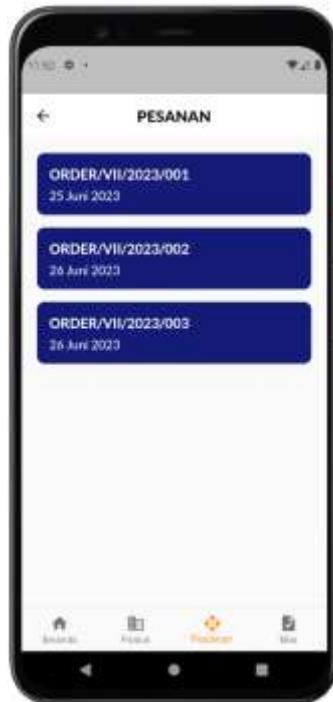 PESANAN
ORDER/VII/2023/001
25 Juni 2023
ORDER/VII/2023/002
26 Juni 2023
ORDER/VII/2023/003
26 Juni 2023
Beranda
Pesanan